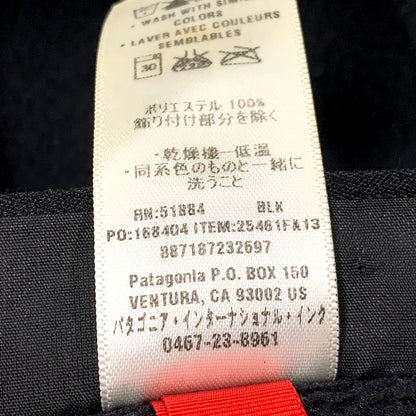 • WASH WITH SIMILAR
COLORS
• LAVER AVEC COULEURS
SEMBLABLES
30
ポリエステル 100%
飾り付け部分を除く
・乾燥機一低温
・同系色のものと一緒に
洗うこと
RN:51884 BLK
PO:168404 ITEM:25461FA13
887187232697
Patagonia P.O. BOX 150
VENTURA, CA 93002 US
パタゴニア・インターナショナル・インク
0467-23-8961